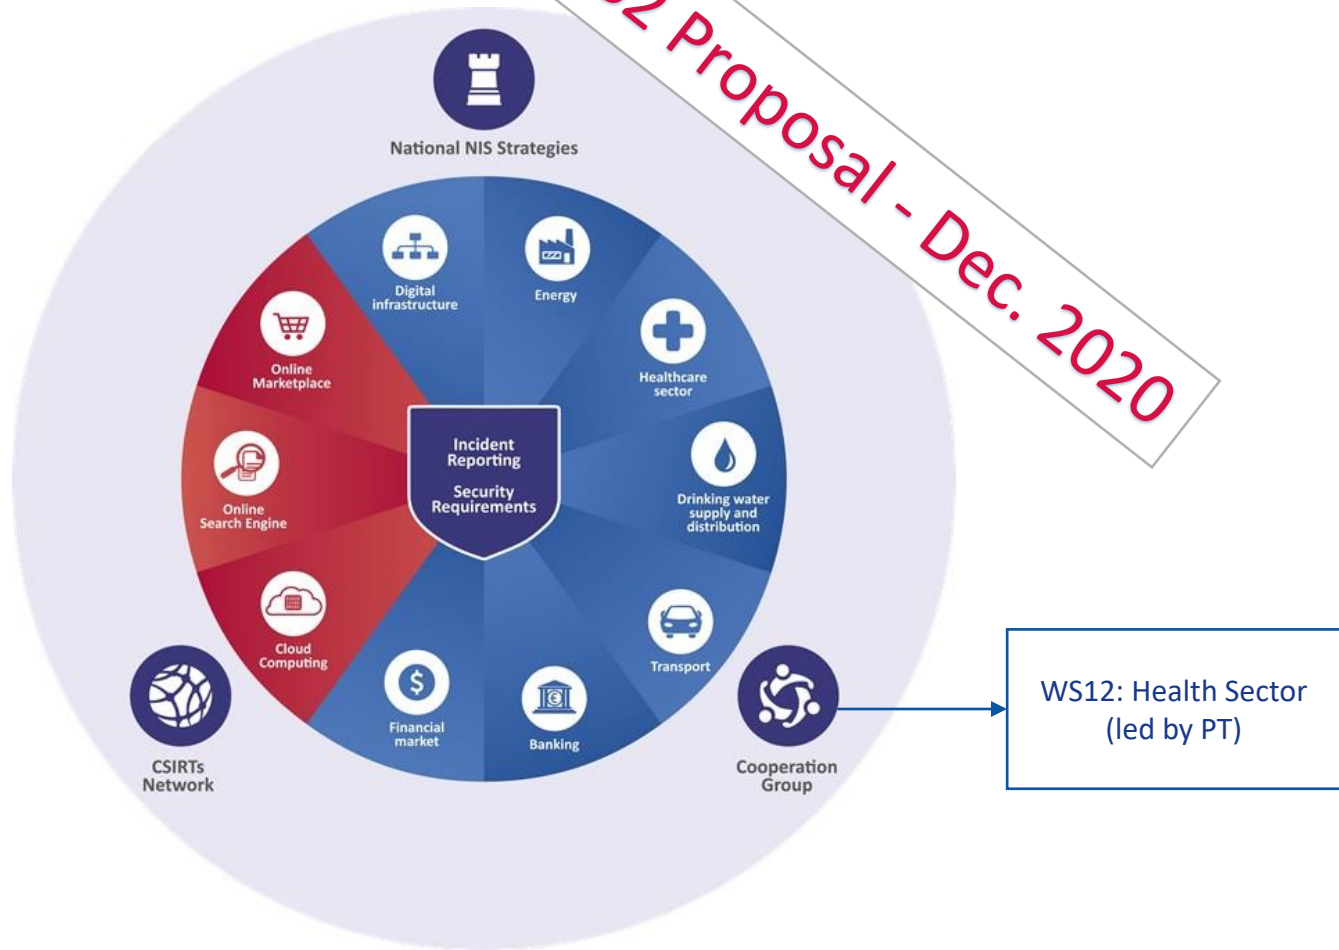 2 Proposal - Dec. 2020
National NIS Strategies
Digital
infrastructure
Energy
Online
Marketplace
Healthcare
sector
Incident
Reporting
Security
Requirements
Online
Search Engine
Drinking water
supply and
distribution
Cloud
Computing
Transport
Financial
market
Banking
CSIRTs
Network
Cooperation
Group
WS12: Health Sector
(led by PT)